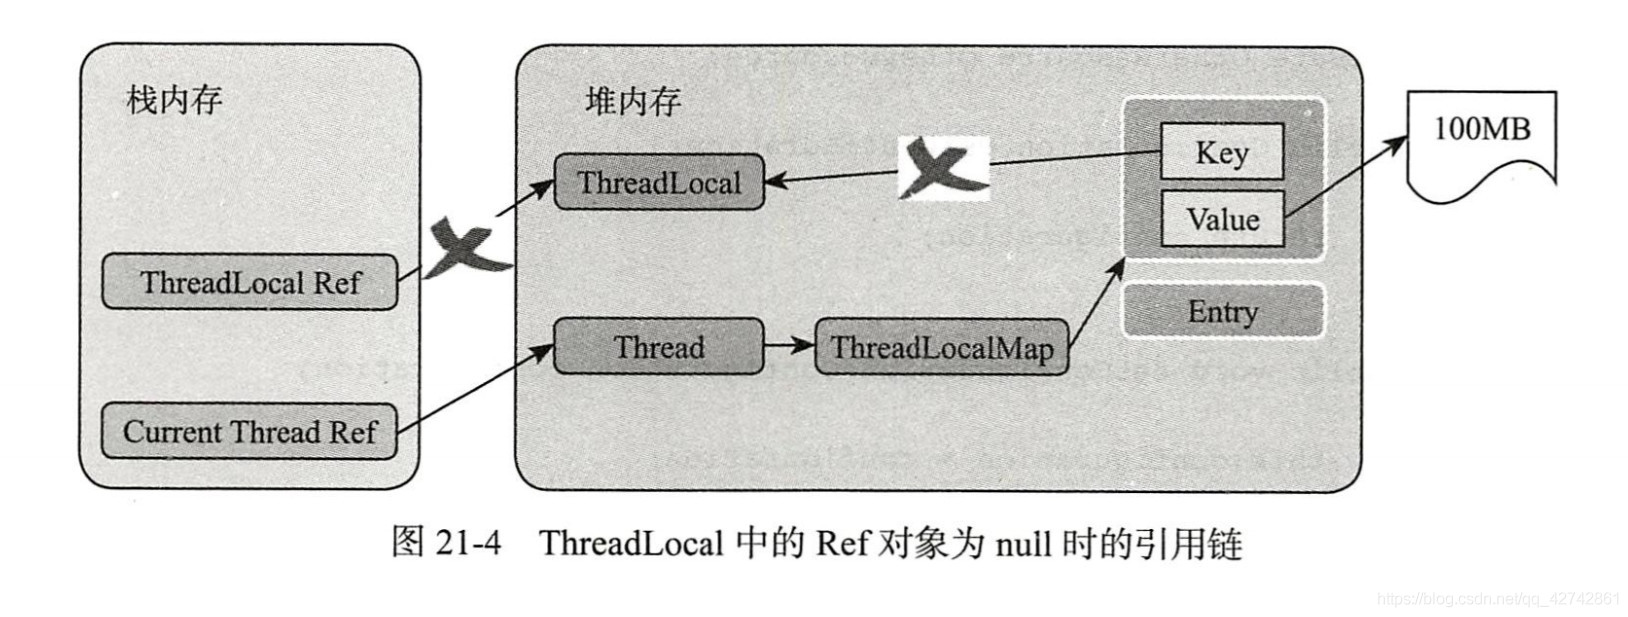 栈内存
堆内存
100MB
Key
ThreadLocal
Value
ThreadLocal Ref
Entry
Thread
ThreadLocalMap
Current Thread Ref
图 21-4 ThreadLocal 中的 Ref 对象为 null 时的引用链
https://blog.csdn.net/qq_42742861